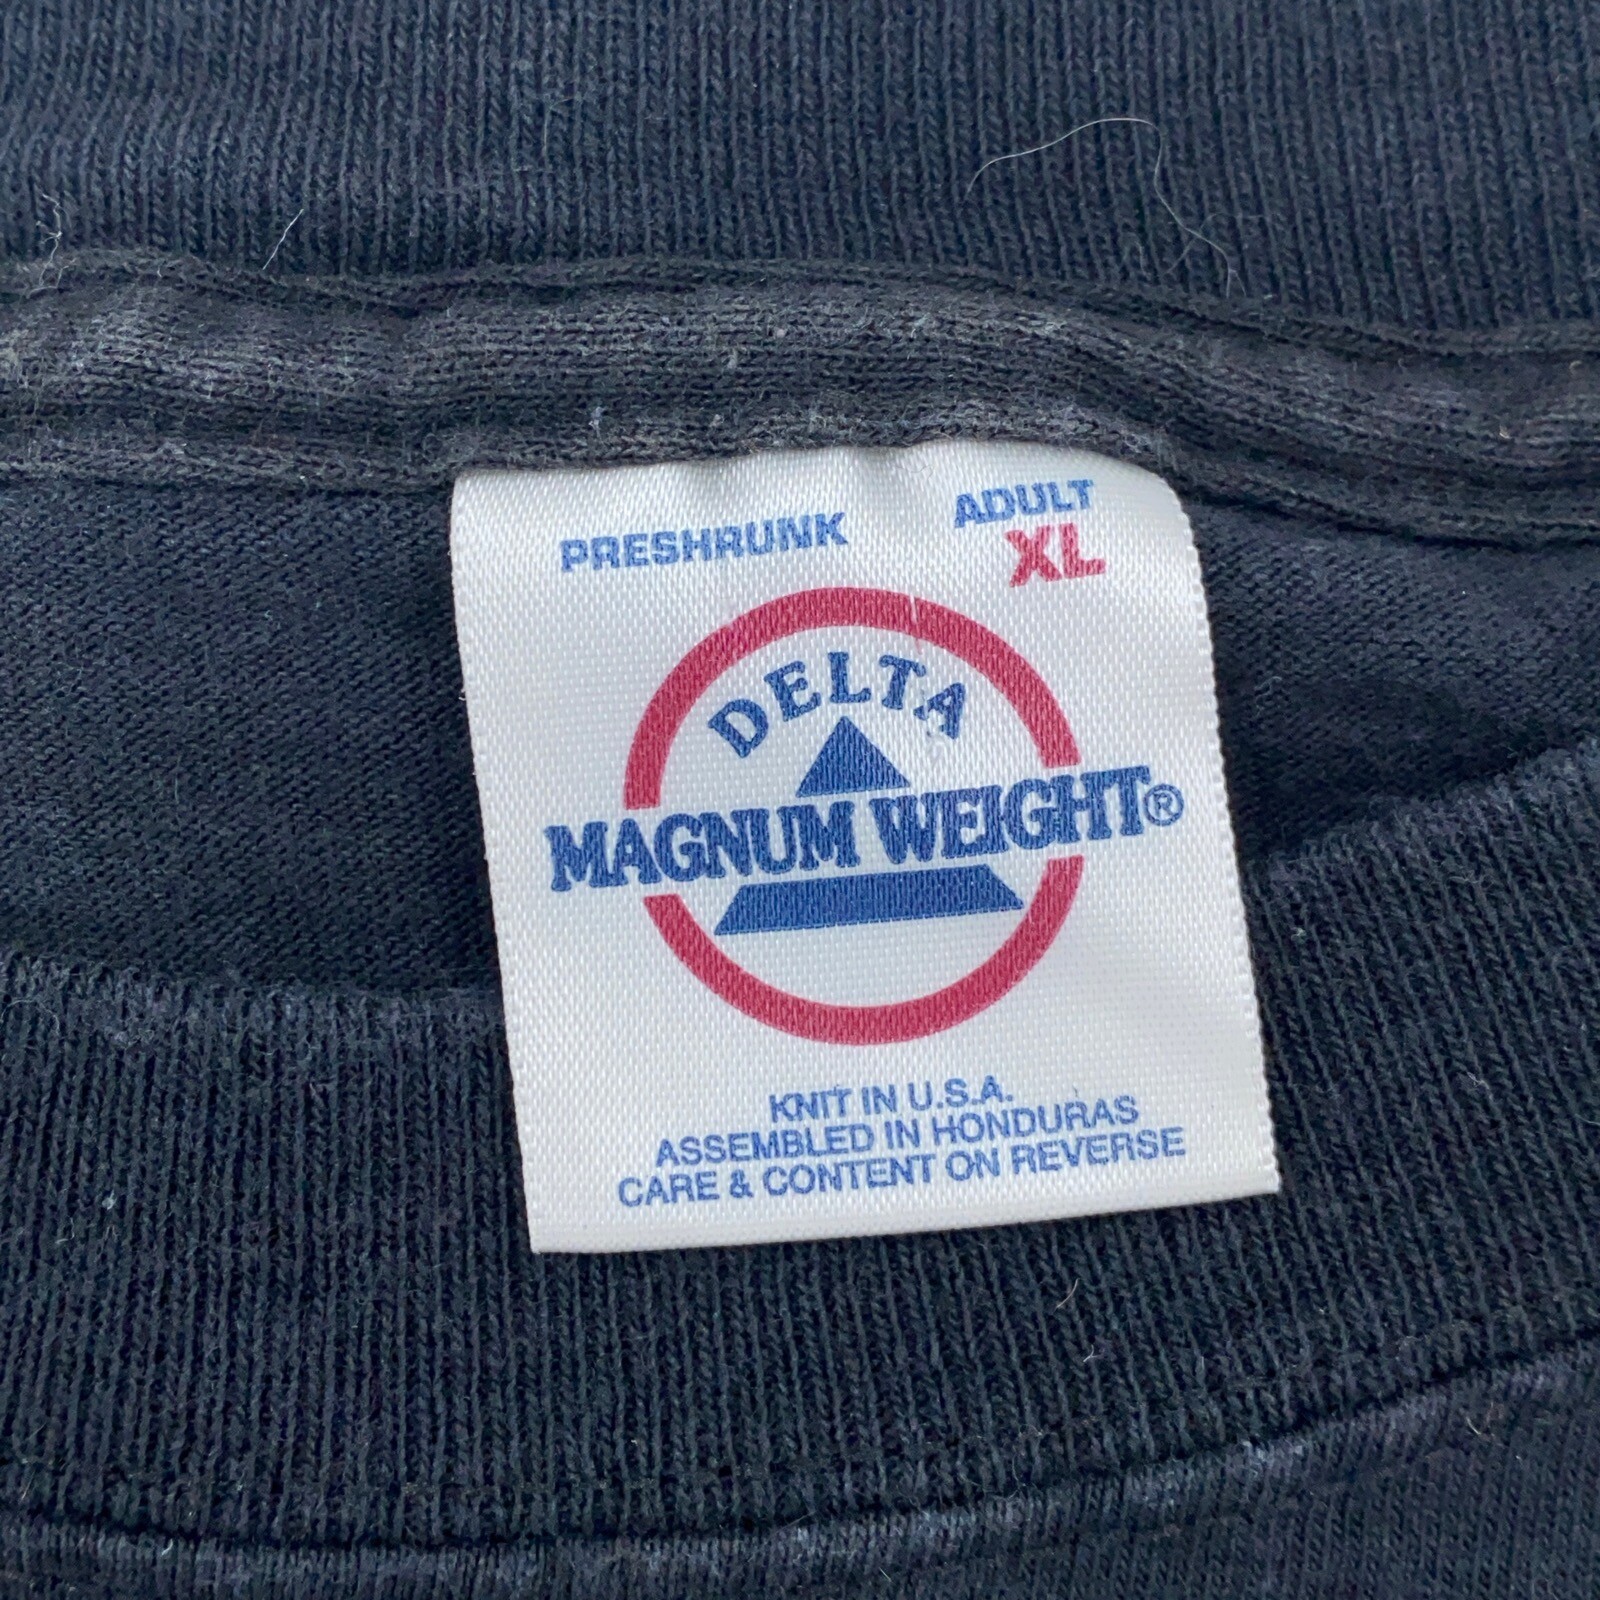 PRESHRUNK
ADULT
XL
DELTA
MAGNUM WEIGHT®
KNIT IN U.S.A.
ASSEMBLED IN HONDURAS
CARE & CONTENT ON REVERSE